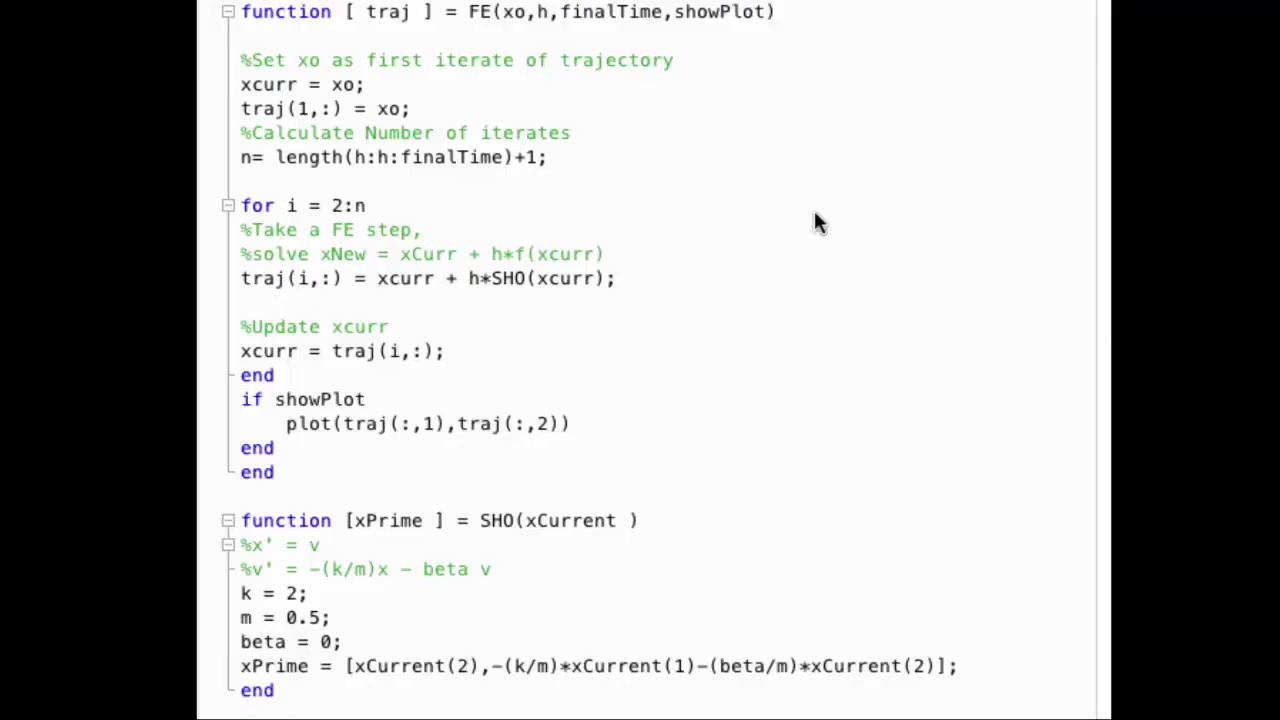 function [ traj ] = FE(xo,h,finalTime,showPlot)
%Set xo as first iterate of trajectory
xcurr = xo;
traj(1,:) = xo;
%Calculate Number of iterates
n= length(h:h:finalTime)+1;
for i = 2:n
%Take a FE step,
%solve xNew = xCurr + h*f(xcurr)
traj(i,:) = xcurr + h*SHO(xcurr);
%Update xcurr
xcurr = traj(i,:);
end
if showPlot
plot(traj(:,1),traj(:,2))
end
end
function [xPrime ] = SHO(xCurrent )
%x' = v
%v' = -(k/m)x - beta v
k = 2;
m = 0.5;
beta = 0;
xPrime = [xCurrent(2),-(k/m)*xCurrent(1)-(beta/m)*xCurrent(2)];
end